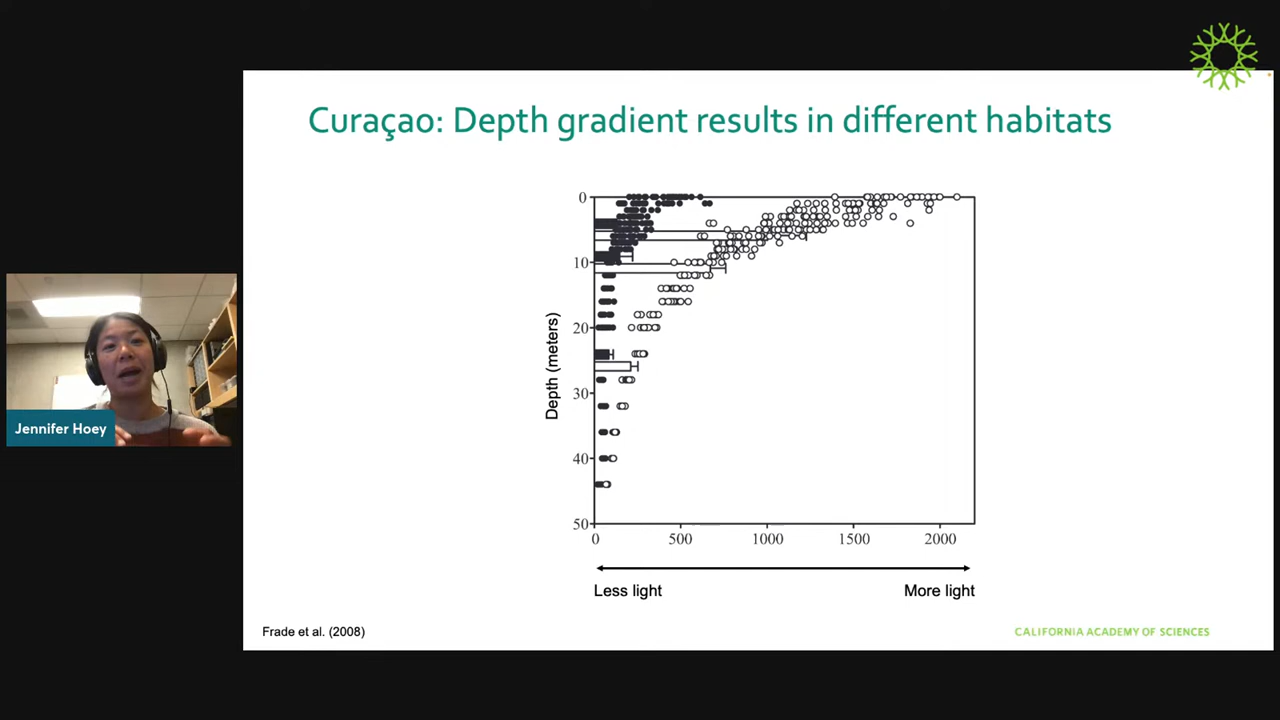 Curaçao: Depth gradient results in different habitats
0
10
20
30
40
50
Depth (meters)
0 500 1000 1500 2000
Less light More light
Frade et al. (2008)
CALIFORNIA ACADEMY OF SCIENCES
Jennifer Hoey